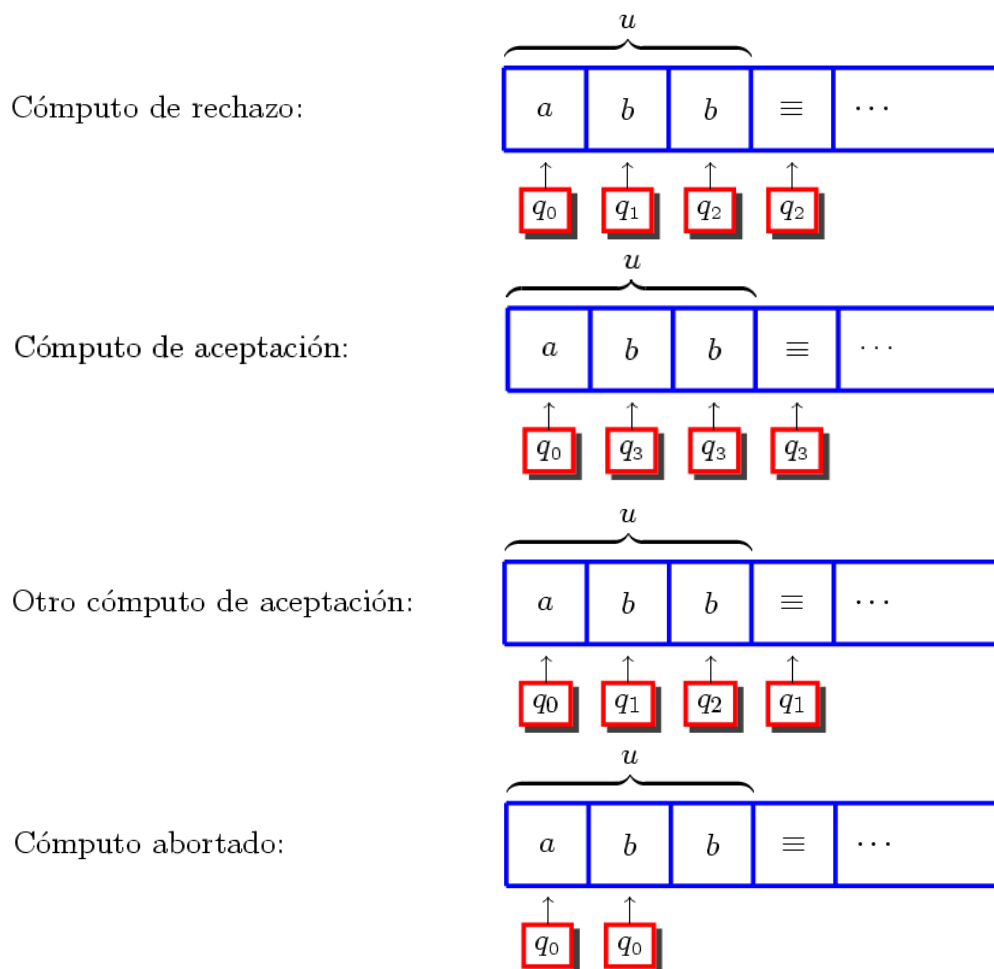 u
Cómputo de rechazo: a b b ≡ ⋯
q₀ q₁ q₂ q₂
u
Cómputo de aceptación: a b b ≡ ⋯
q₀ q₃ q₃ q₃
u
Otro cómputo de aceptación: a b b ≡ ⋯
q₀ q₁ q₂ q₁
u
Cómputo abortado: a b b ≡ ⋯
q₀ q₀